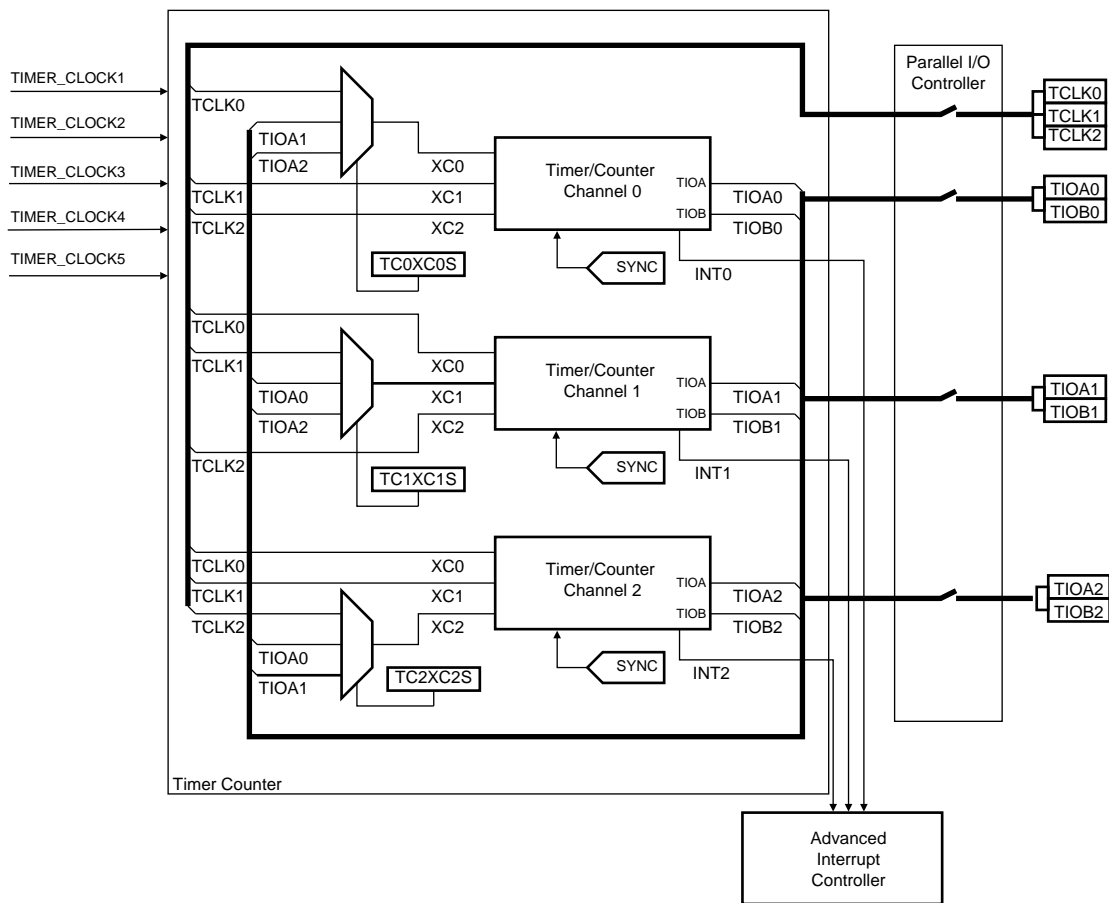 TIMER_CLOCK1
TIMER_CLOCK2
TIMER_CLOCK3
TIMER_CLOCK4
TIMER_CLOCK5
TCLK0
TIOA1
TIOA2
TCLK1
TCLK2
XC0
XC1
XC2
TC0XC0S
Timer/Counter
Channel 0
TIOA
TIOB
TIOA0
TIOB0
SYNC
INT0
TCLK0
TCLK1
TIOA0
TIOA2
TCLK2
XC0
XC1
XC2
TC1XC1S
Timer/Counter
Channel 1
TIOA
TIOB
TIOA1
TIOB1
SYNC
INT1
TCLK0
TCLK1
TCLK2
TIOA0
TIOA1
XC0
XC1
XC2
TC2XC2S
Timer/Counter
Channel 2
TIOA
TIOB
TIOA2
TIOB2
SYNC
INT2
Timer Counter
Parallel I/O
Controller
TCLK0
TCLK1
TCLK2
TIOA0
TIOB0
TIOA1
TIOB1
TIOA2
TIOB2
Advanced
Interrupt
Controller